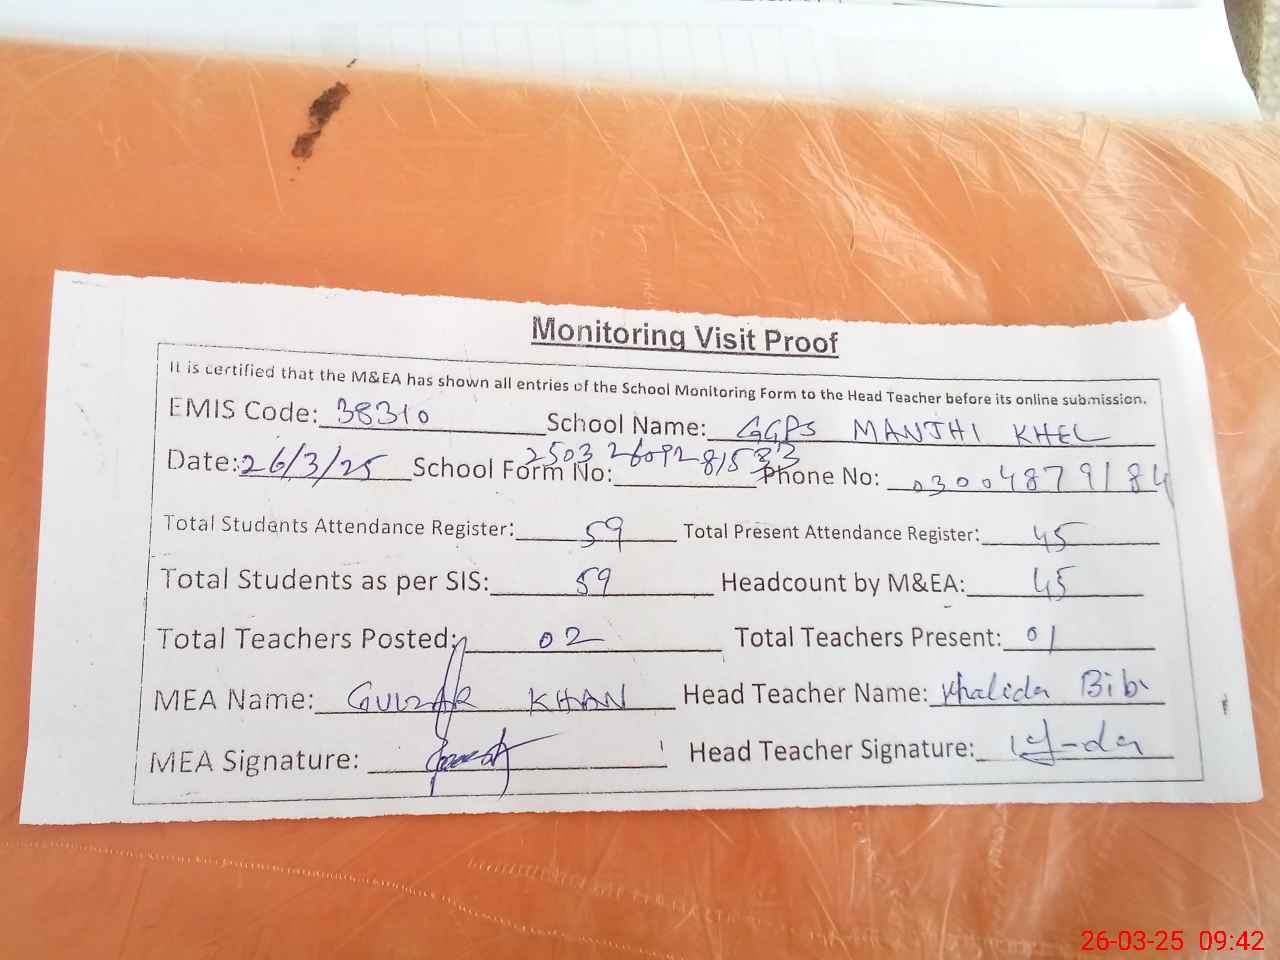 Monitoring Visit Proof
It is certified that the M&EA has shown all entries of the School Monitoring Form to the Head Teacher before its online submission.
EMIS Code: 38310 School Name: GGPS MANJHI KHEL
Date: 26/3/25 School Form No: 25032609281533 Phone No: 03004879184
Total Students Attendance Register: 59 Total Present Attendance Register: 45
Total Students as per SIS: 59 Headcount by M&EA: 45
Total Teachers Posted: 02 Total Teachers Present: 01
MEA Name: GULZAR KHAN Head Teacher Name: Khalida Bibi
MEA Signature: Head Teacher Signature:
26-03-25 09:42